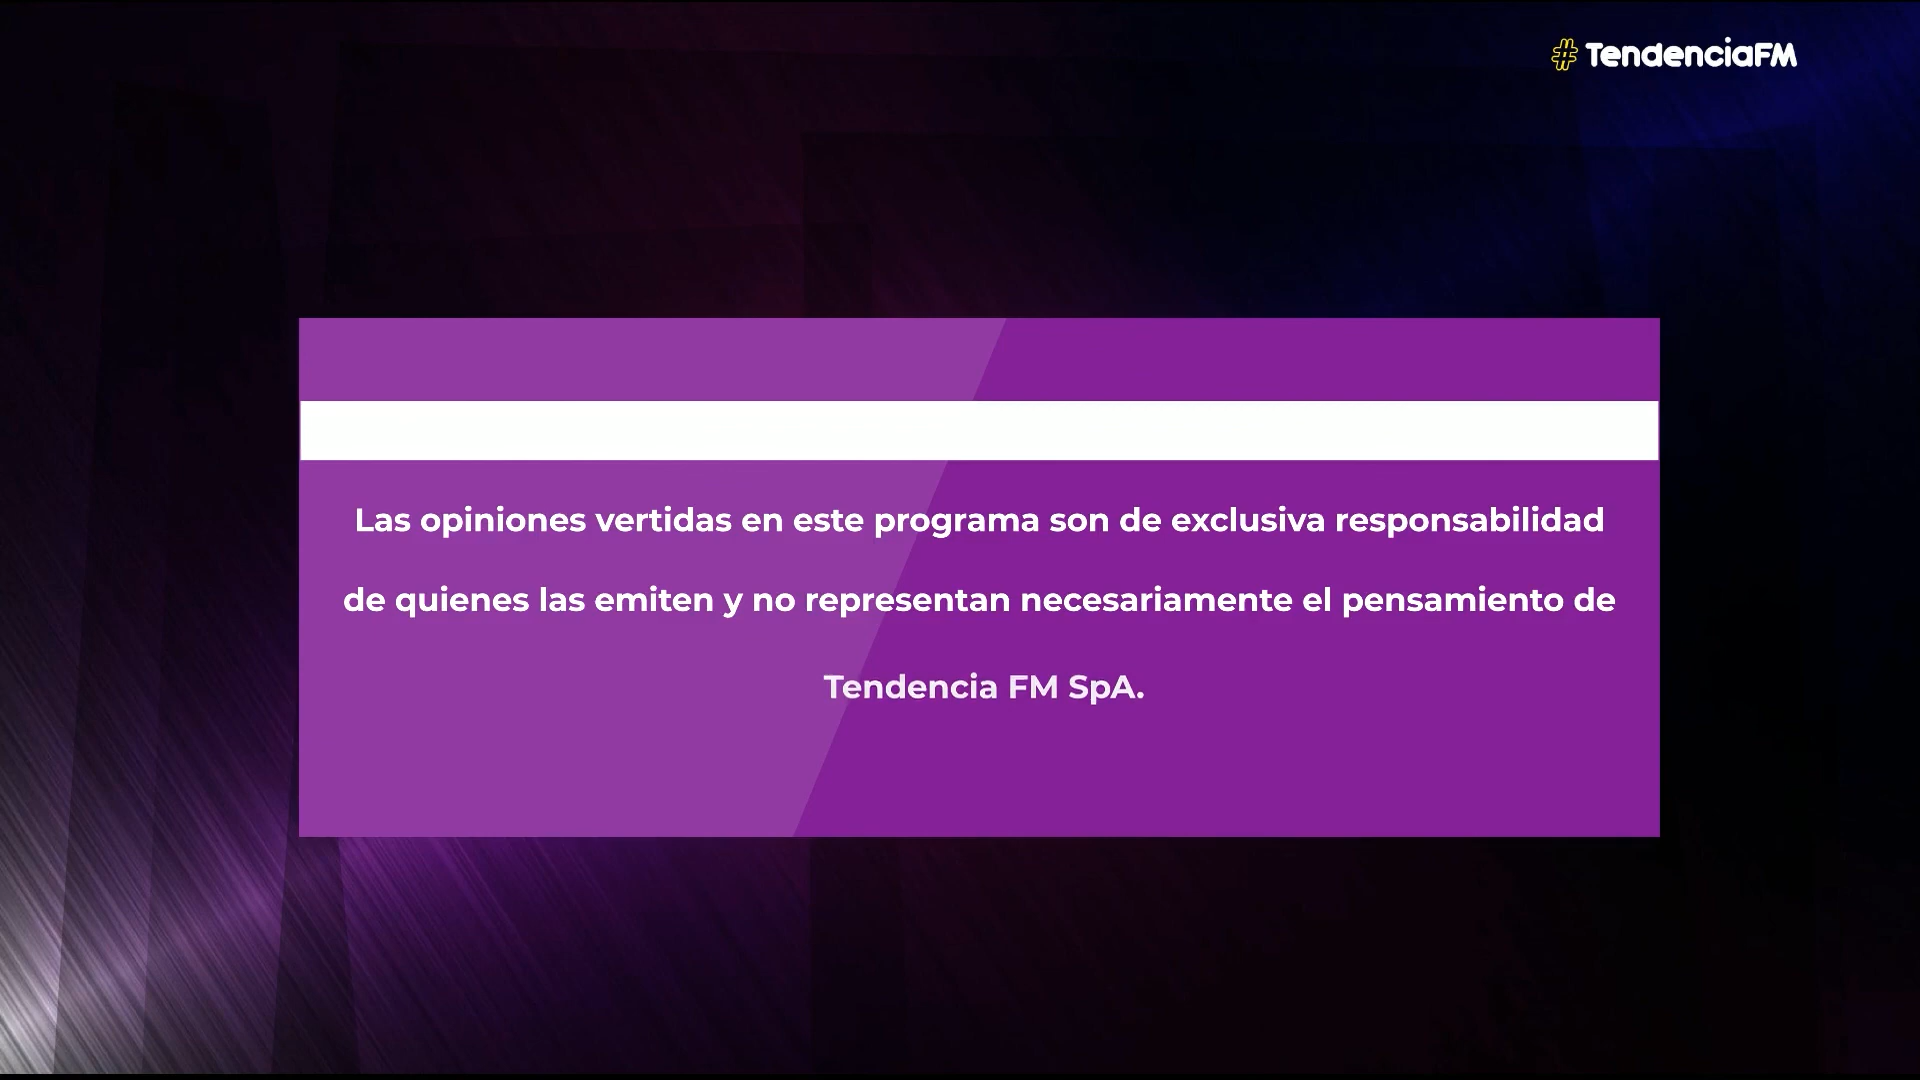 # TendenciaFM
Las opiniones vertidas en este programa son de exclusiva responsabilidad
de quienes las emiten y no representan necesariamente el pensamiento de
Tendencia FM SpA.